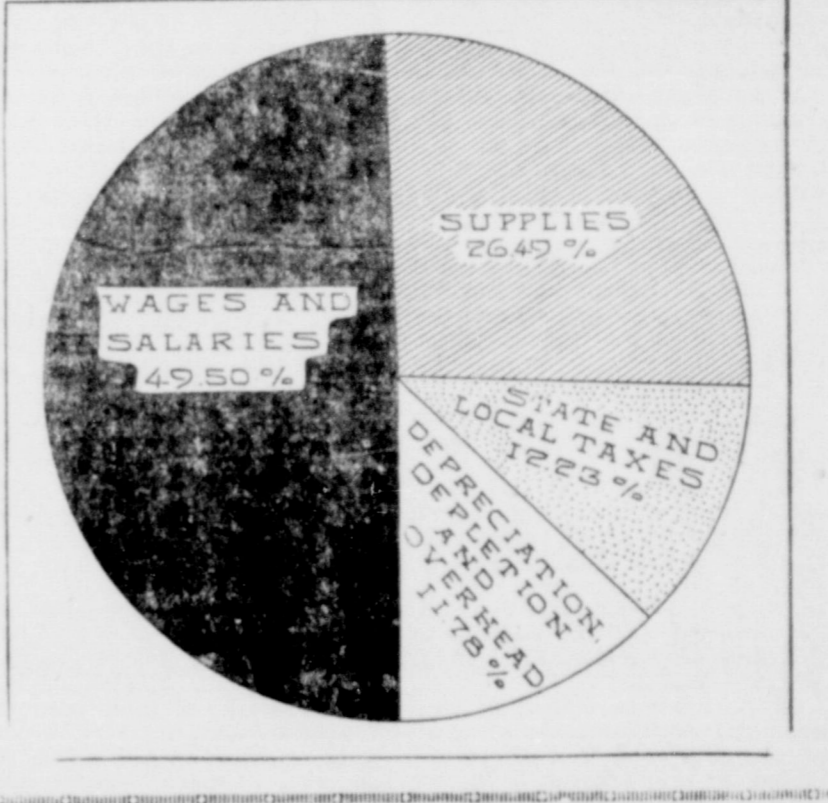 SUPPLIES
26.49 %
WAGES AND
SALARIES
49.50 %
STATE AND
LOCAL TAXES
12.23 %
DEPRECIATION,
DEPLETION
AND
OVERHEAD
11.78 %